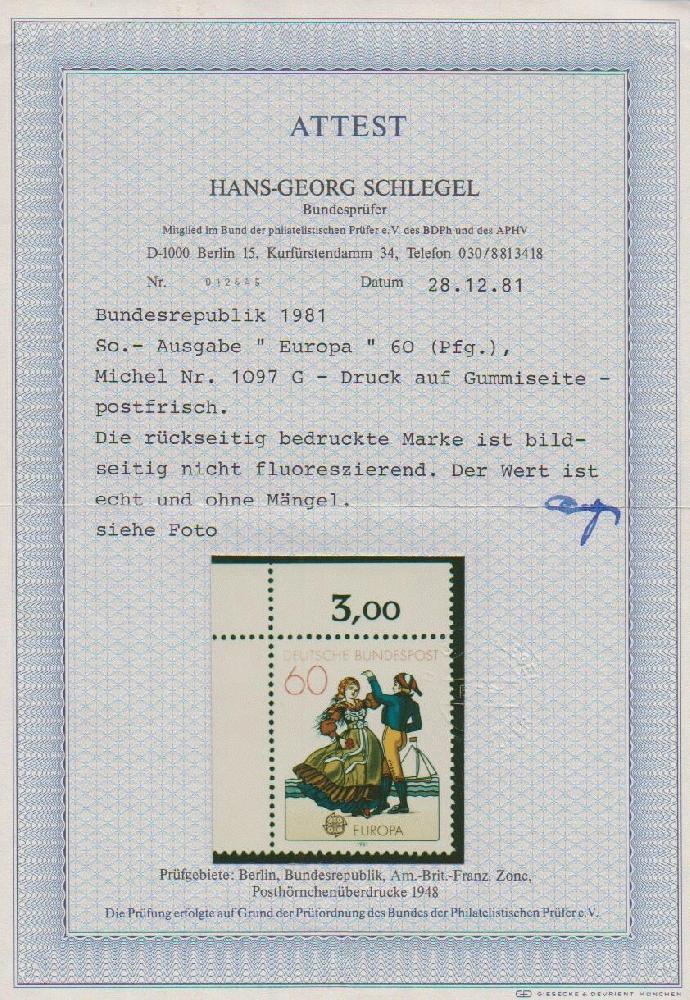 ATTEST
HANS-GEORG SCHLEGEL
Bundesprüfer
Mitglied im Bund der philatelistischen Prüfer e.V. des BDPh und des APHV
D-1000 Berlin 15, Kurfürstendamm 34, Telefon 030/8813418
Nr. Datum 28.12.81
Bundesrepublik 1981
So.- Ausgabe " Europa " 60 (Pfg.),
Michel Nr. 1097 G - Druck auf Gummiseite -
postfrisch.
Die rückseitig bedruckte Marke ist bild-
seitig nicht fluoreszierend. Der Wert ist
echt und ohne Mängel.
siehe Foto
3,00
DEUTSCHE BUNDESPOST
60
EUROPA
Prüfgebiete: Berlin, Bundesrepublik, Am.-Brit.-Franz. Zone,
Posthörnchenüberdrucke 1948
Die Prüfung erfolgte auf Grund der Prüfordnung des Bundes der Philatelistischen Prüfer e.V.
GIESECKE & DEVRIENT MÜNCHEN